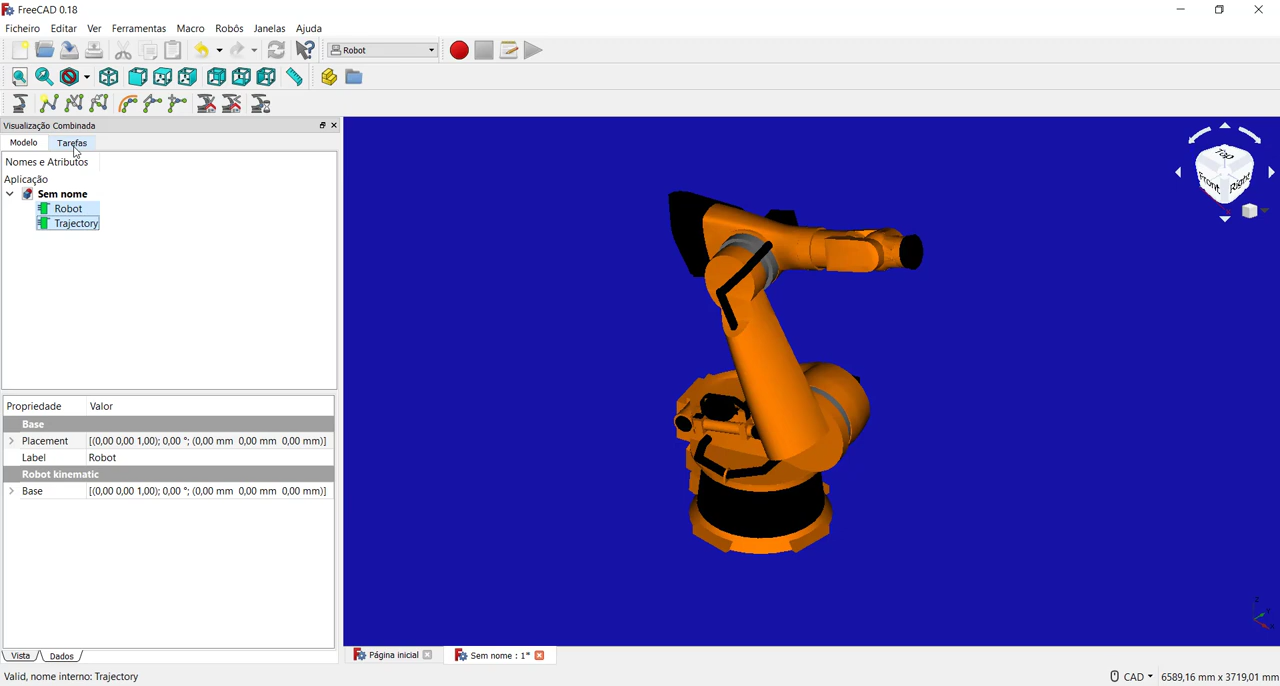 FreeCAD 0.18
Ficheiro Editar Ver Ferramentas Macro Robôs Janelas Ajuda
Robot
Visualização Combinada
Modelo Tarefas
Nomes e Atributos
Aplicação
Sem nome
Robot
Trajectory
Top
Front Right
Propriedade Valor
Base
Placement [(0,00 0,00 1,00); 0,00 °; (0,00 mm 0,00 mm 0,00 mm)]
Label Robot
Robot kinematic
Base [(0,00 0,00 1,00); 0,00 °; (0,00 mm 0,00 mm 0,00 mm)]
Vista Dados
Página inicial Sem nome : 1*
Valid, nome interno: Trajectory CAD 6589,16 mm x 3719,01 mm